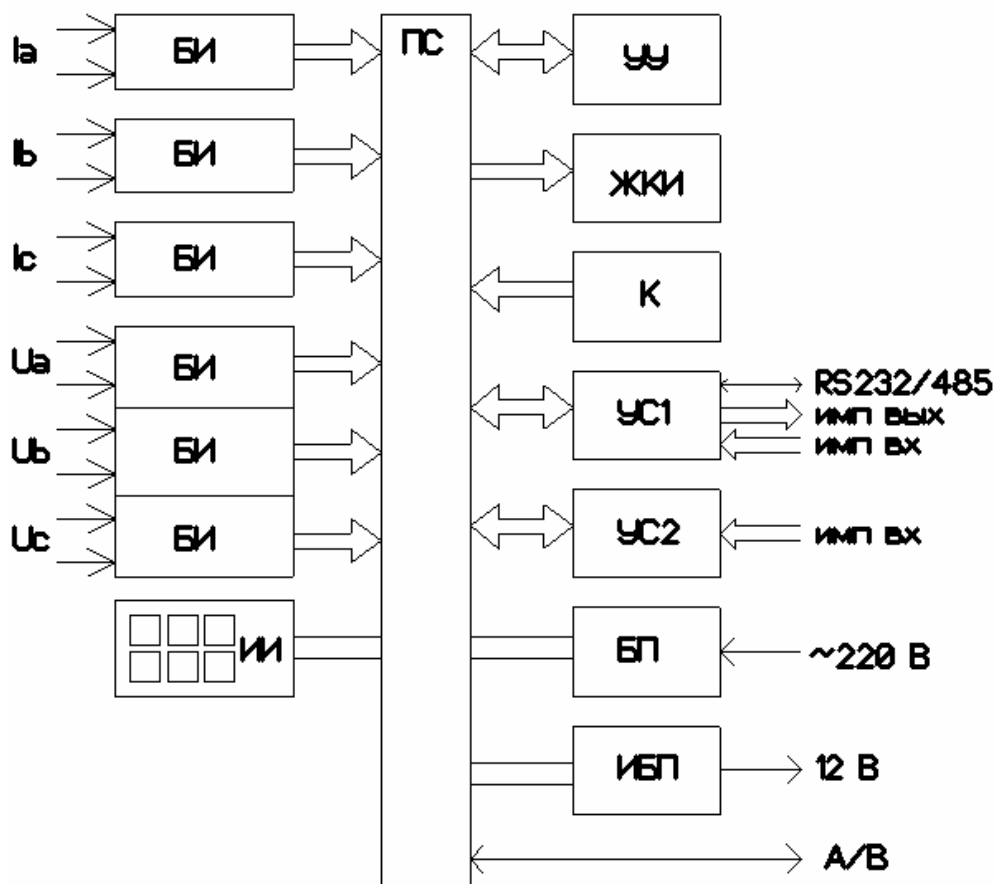 Ia
БИ
ПС
УУ
Ib
БИ
ЖКИ
Ic
БИ
К
Ua
БИ
УС1
RS232/485
ИМП ВЫХ
ИМП ВХ
Ub
БИ
Uc
БИ
УС2
ИМП ВХ
ИИ
БП
~220 В
ИБП
12 В
А/В